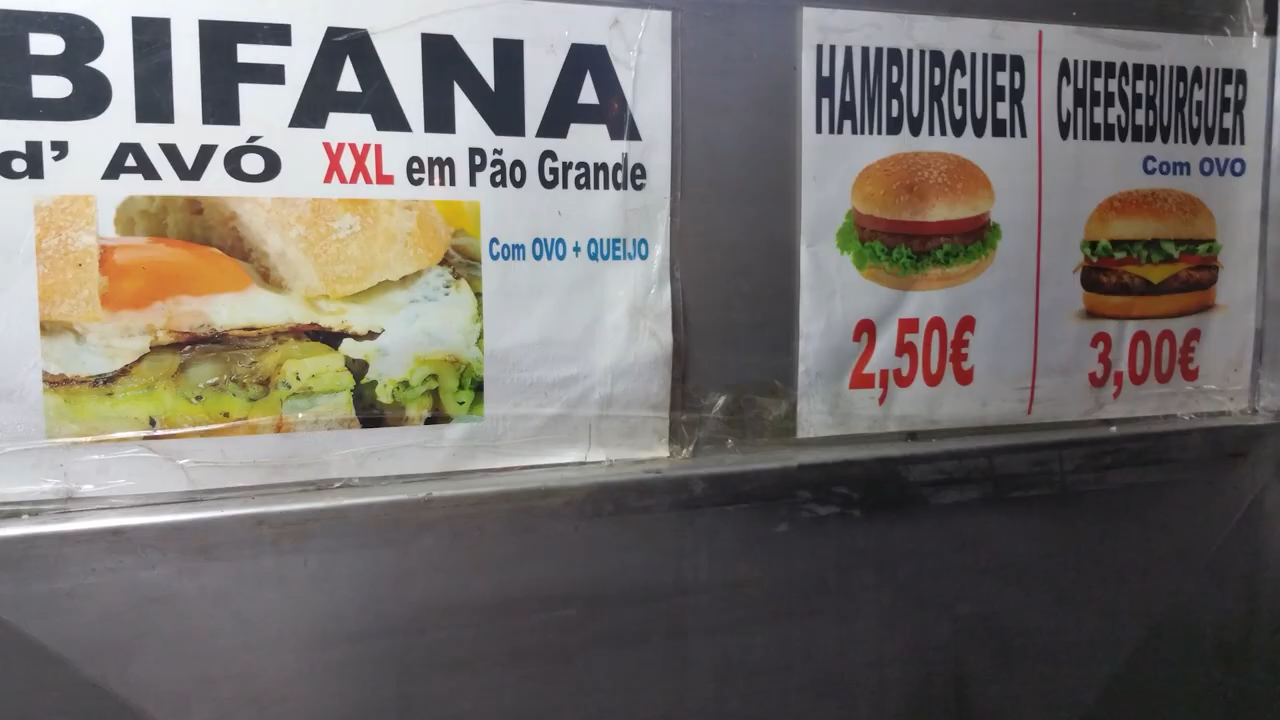 BIFANA
d' AVÓ XXL em Pão Grande
Com OVO + QUEIJO
HAMBURGUER
2,50€
CHEESEBURGUER
Com OVO
3,00€